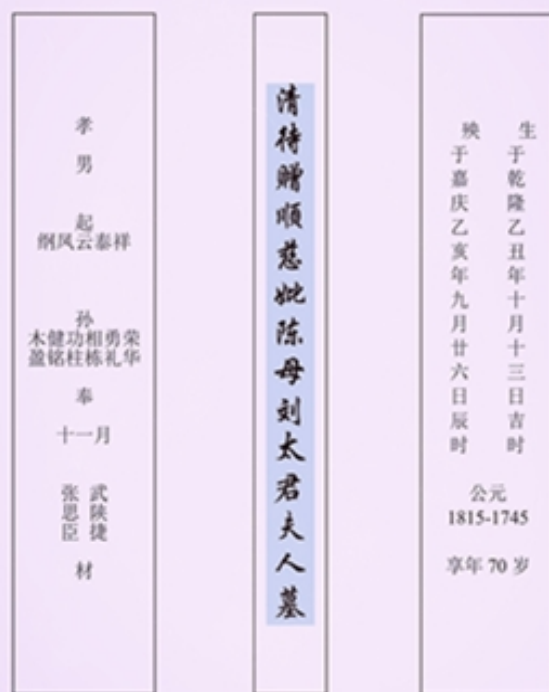 生于乾隆乙丑年十月十三日吉时
殃于嘉庆乙亥年九月廿六日辰时
公元
1815-1745
享年 70 岁
清待赠顺慈妣陈母刘太君夫人墓
孝
男
起
纲凤云泰祥
孙
木健功相勇荣
盈铭柱栋礼华
奉
十一月
武陕捷
张思臣
材